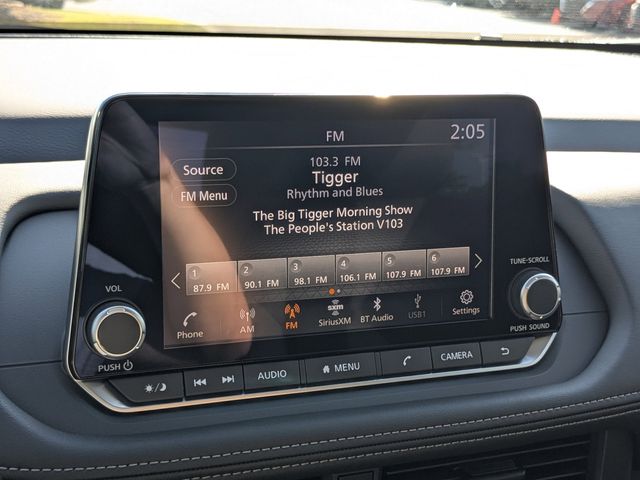 FM
2:05
Source
103.3 FM
FM Menu
Tigger
Rhythm and Blues
The Big Tigger Morning Show
The People's Station V103
1 2 3 4 5 6
87.9 FM 90.1 FM 98.1 FM 106.1 FM 107.9 FM 107.9 FM
Phone AM FM SiriusXM BT Audio USB1 Settings
sxm
VOL
PUSH
TUNE·SCROLL
PUSH SOUND
AUDIO MENU CAMERA